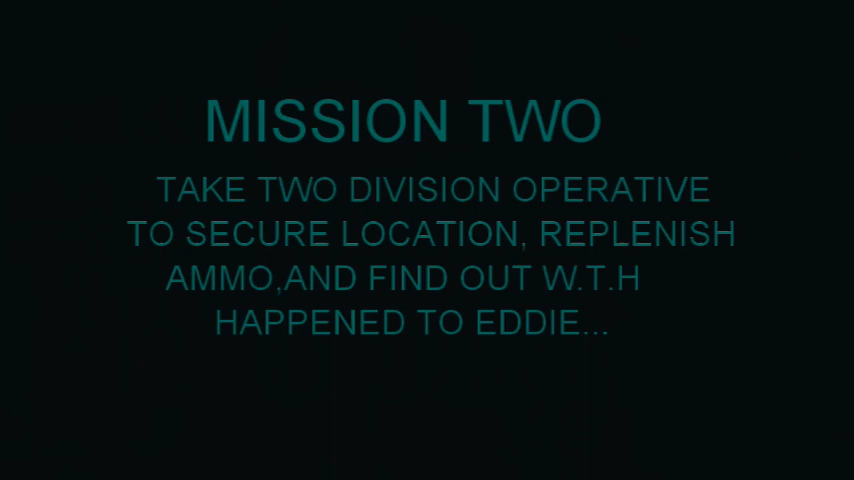 MISSION TWO
TAKE TWO DIVISION OPERATIVE
TO SECURE LOCATION, REPLENISH
AMMO,AND FIND OUT W.T.H
HAPPENED TO EDDIE...